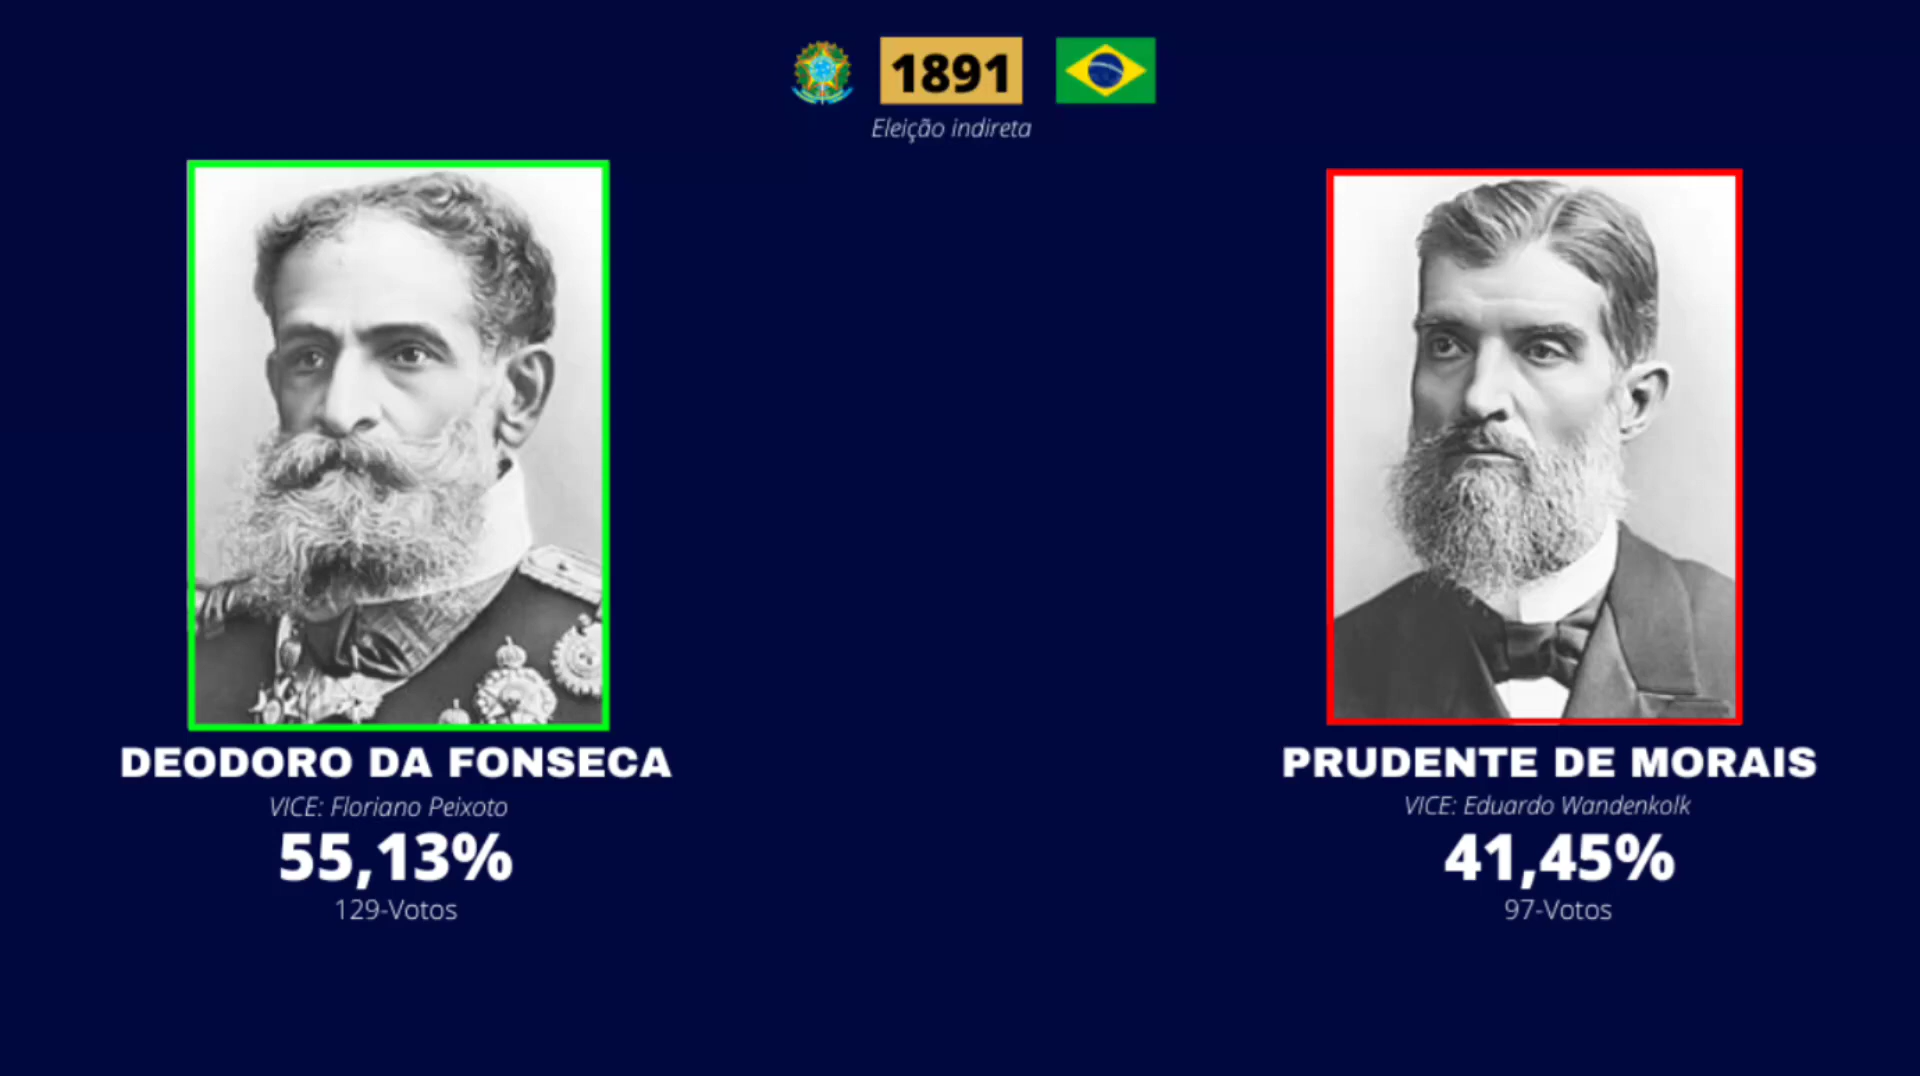 1891
Eleição indireta
DEODORO DA FONSECA
VICE: Floriano Peixoto
55,13%
129-Votos
PRUDENTE DE MORAIS
VICE: Eduardo Wandenkolk
41,45%
97-Votos